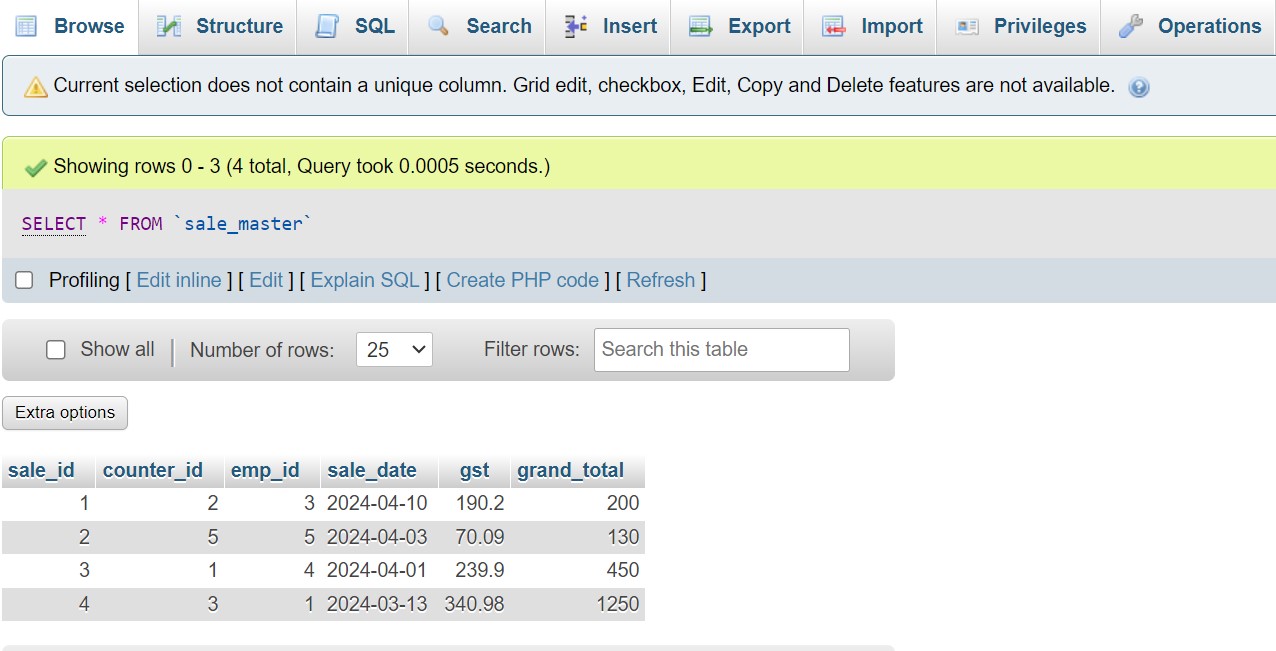 Browse Structure SQL Search Insert Export Import Privileges Operations
Current selection does not contain a unique column. Grid edit, checkbox, Edit, Copy and Delete features are not available.
Showing rows 0 - 3 (4 total, Query took 0.0005 seconds.)
SELECT * FROM `sale_master`
Profiling [ Edit inline ] [ Edit ] [ Explain SQL ] [ Create PHP code ] [ Refresh ]
Show all | Number of rows: 25 Filter rows: Search this table
Extra options
sale_id counter_id emp_id sale_date gst grand_total
1 2 3 2024-04-10 190.2 200
2 5 5 2024-04-03 70.09 130
3 1 4 2024-04-01 239.9 450
4 3 1 2024-03-13 340.98 1250